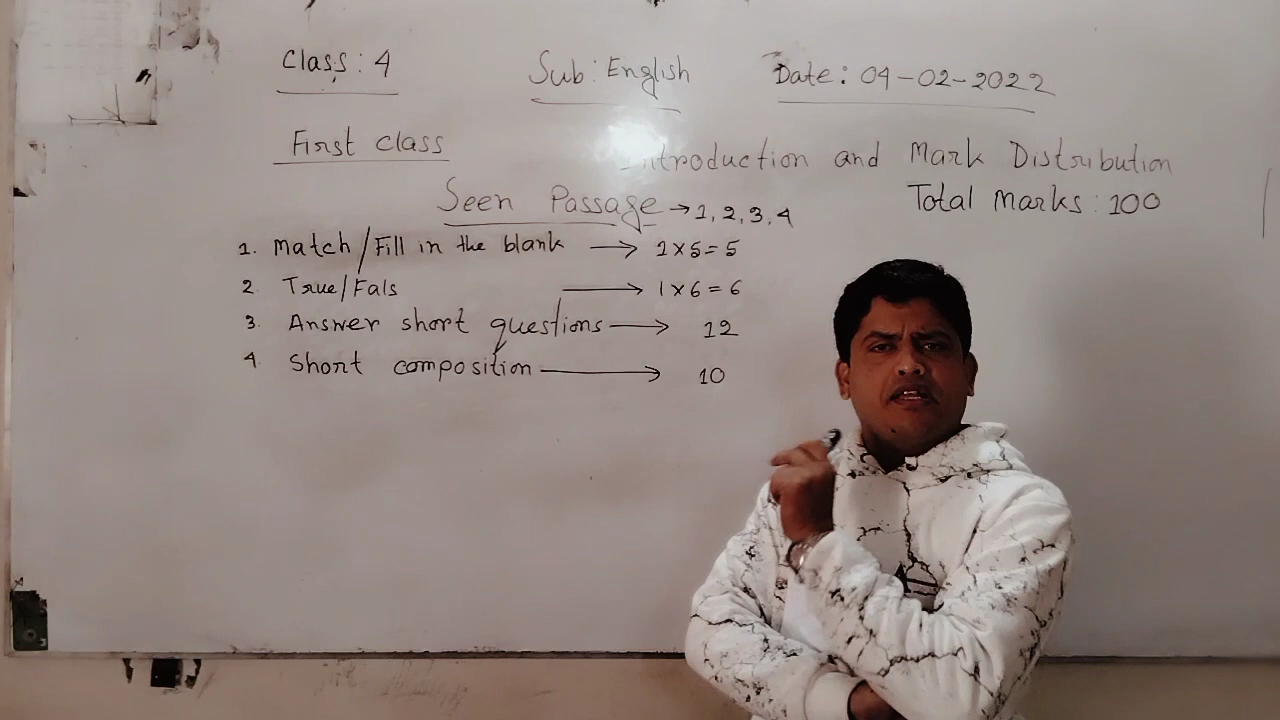 Class: 4 Sub: English Date: 04-02-2022
First class Introduction and Mark Distribution
Seen Passage → 1, 2, 3, 4 Total Marks: 100
1. Match/Fill in the blank → 1×5=5
2 True/Fals → 1×6=6
3. Answer short questions → 12
4 Short composition → 10